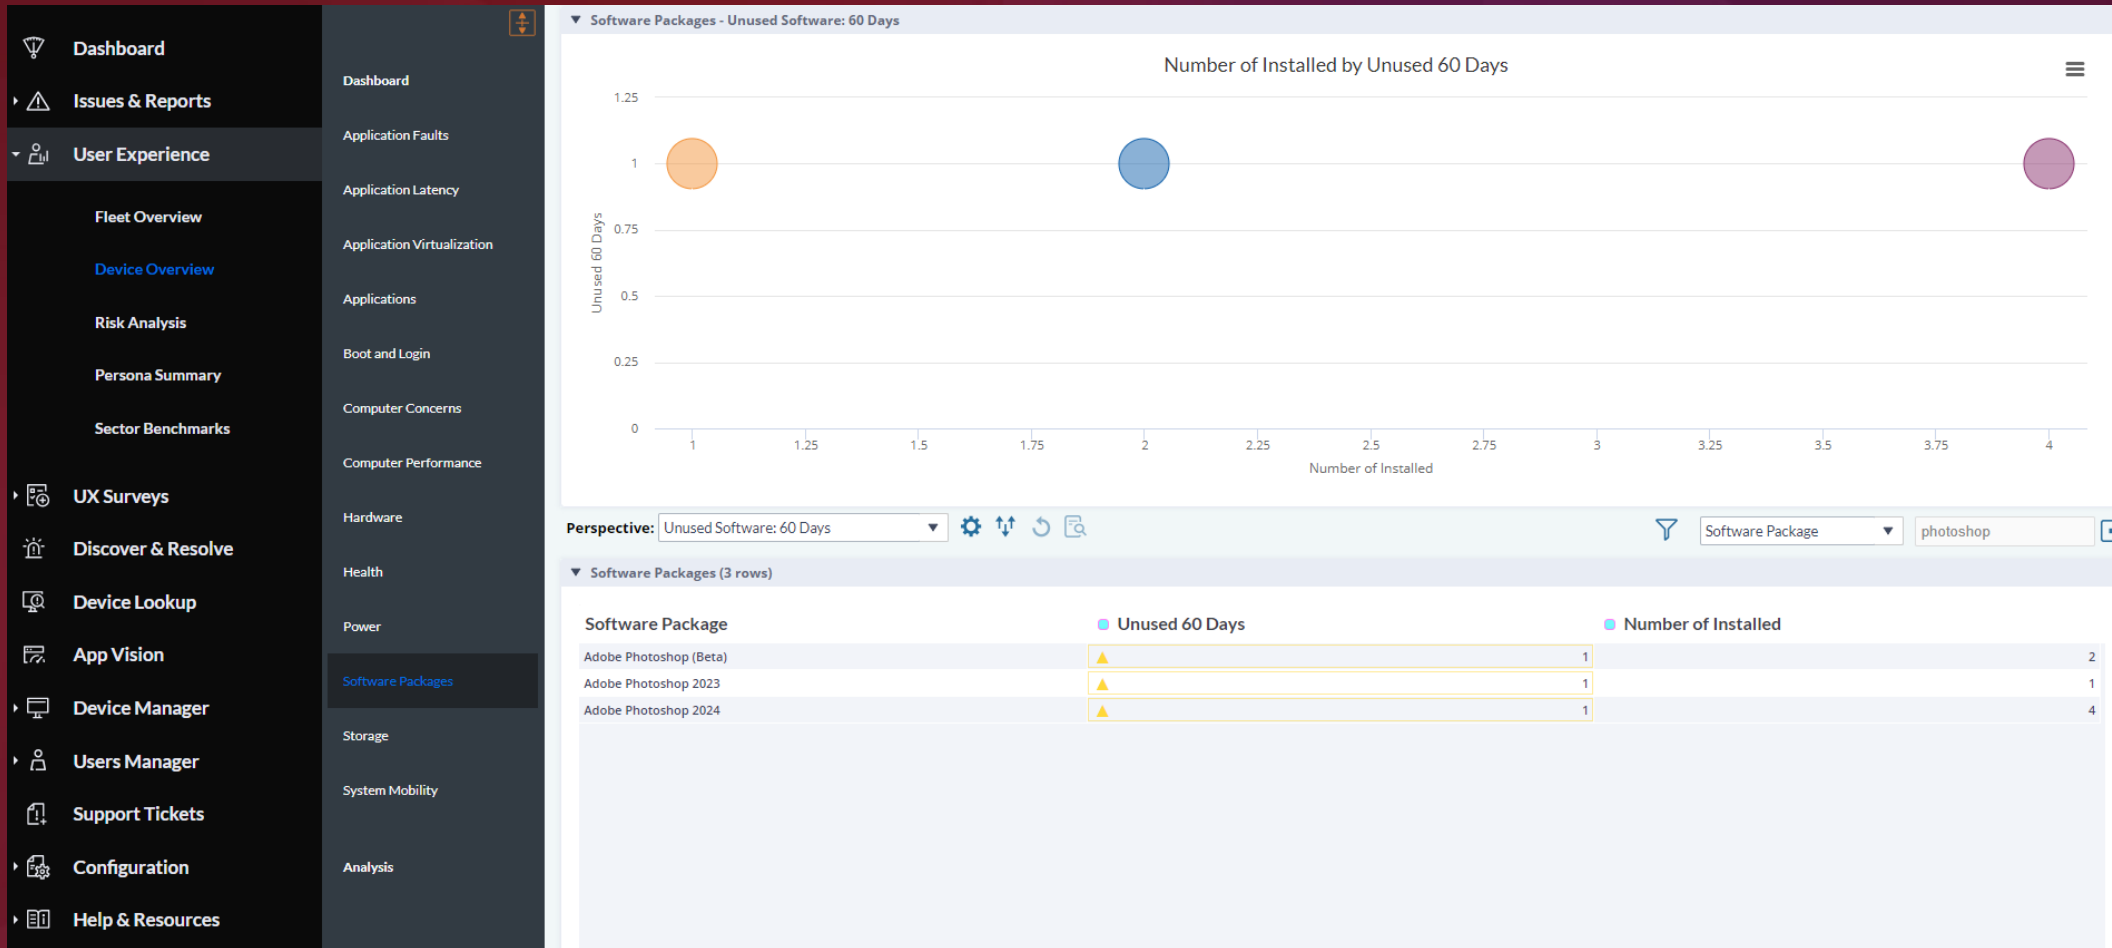 Dashboard
Issues & Reports
User Experience
Fleet Overview
Device Overview
Risk Analysis
Persona Summary
Sector Benchmarks
UX Surveys
Discover & Resolve
Device Lookup
App Vision
Device Manager
Users Manager
Support Tickets
Configuration
Help & Resources
Dashboard
Application Faults
Application Latency
Application Virtualization
Applications
Boot and Login
Computer Concerns
Computer Performance
Hardware
Health
Power
Software Packages
Storage
System Mobility
Analysis
Software Packages - Unused Software: 60 Days
Number of Installed by Unused 60 Days
Unused 60 Days
1.25
1
0.75
0.5
0.25
0
1 1.25 1.5 1.75 2 2.25 2.5 2.75 3 3.25 3.5 3.75 4
Number of Installed
Perspective: Unused Software: 60 Days Software Package photoshop
Software Packages (3 rows)
Software Package Unused 60 Days Number of Installed
Adobe Photoshop (Beta) 1 2
Adobe Photoshop 2023 1 1
Adobe Photoshop 2024 1 4